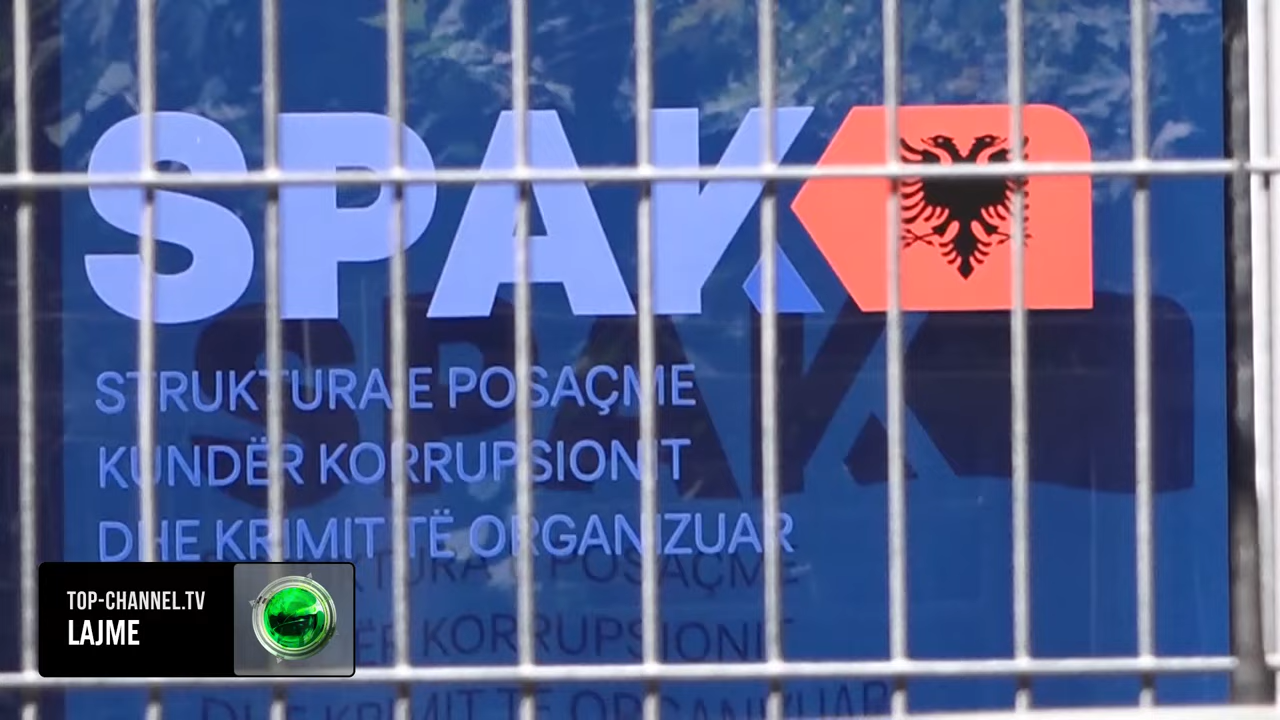 SPAK
STRUKTURA E POSAÇME
KUNDËR KORRUPSIONIT
DHE KRIMIT TË ORGANIZUAR
TOP-CHANNEL.TV
LAJME